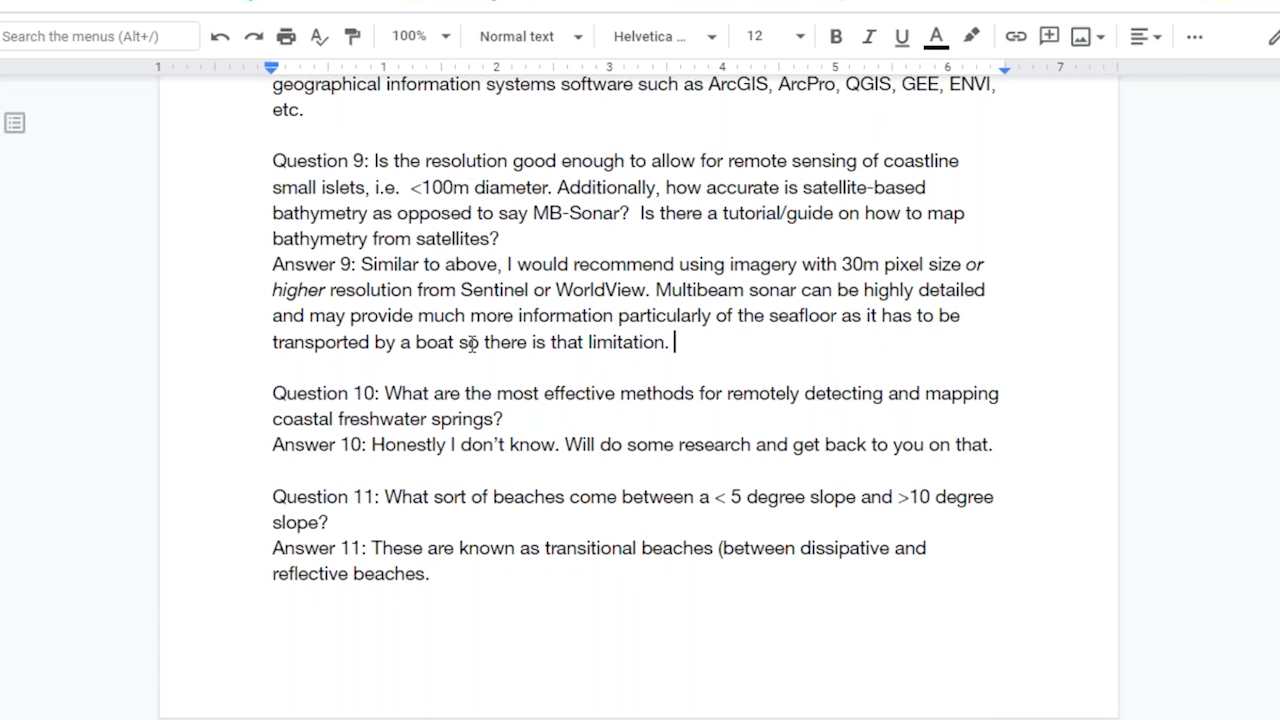 Search the menus (Alt+/)
100%
Normal text
Helvetica ...
12
1 1 2 3 4 5 6 7
geographical information systems software such as ArcGIS, ArcPro, QGIS, GEE, ENVI,
etc.
Question 9: Is the resolution good enough to allow for remote sensing of coastline
small islets, i.e.  <100m diameter. Additionally, how accurate is satellite-based
bathymetry as opposed to say MB-Sonar?  Is there a tutorial/guide on how to map
bathymetry from satellites?
Answer 9: Similar to above, I would recommend using imagery with 30m pixel size or
higher resolution from Sentinel or WorldView. Multibeam sonar can be highly detailed
and may provide much more information particularly of the seafloor as it has to be
transported by a boat so there is that limitation.
Question 10: What are the most effective methods for remotely detecting and mapping
coastal freshwater springs?
Answer 10: Honestly I don't know. Will do some research and get back to you on that.
Question 11: What sort of beaches come between a < 5 degree slope and >10 degree
slope?
Answer 11: These are known as transitional beaches (between dissipative and
reflective beaches.